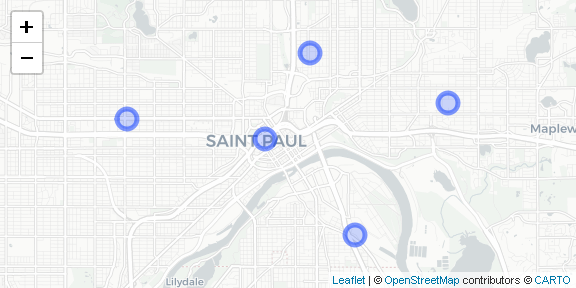 +
−
SAINT PAUL
Maplew
Lilydale
Leaflet | © OpenStreetMap contributors © CARTO